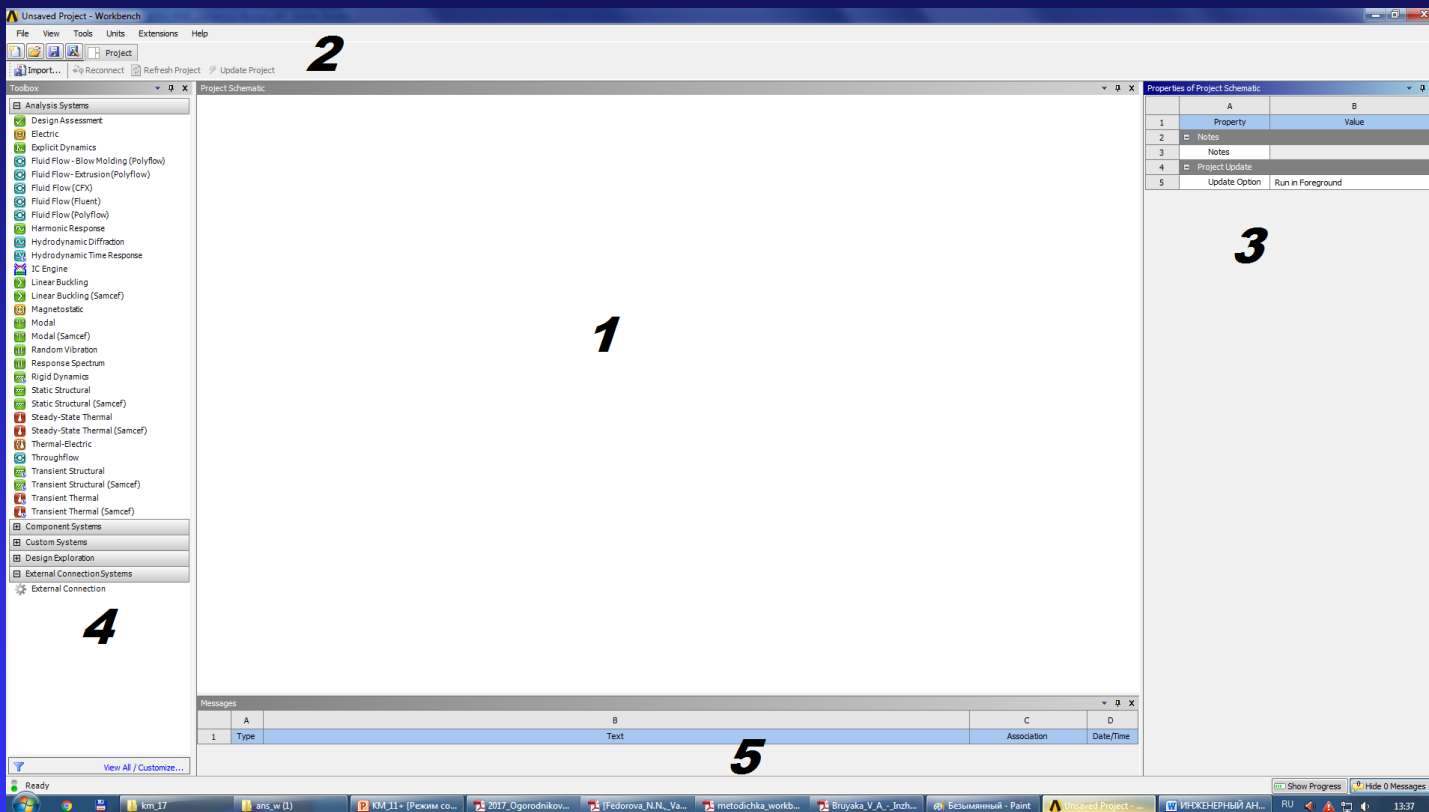 Unsaved Project - Workbench
File View Tools Units Extensions Help
2
Project
Import... Reconnect Refresh Project Update Project
Toolbox
Analysis Systems
Design Assessment
Electric
Explicit Dynamics
Fluid Flow - Blow Molding (Polyflow)
Fluid Flow - Extrusion (Polyflow)
Fluid Flow (CFX)
Fluid Flow (Fluent)
Fluid Flow (Polyflow)
Harmonic Response
Hydrodynamic Diffraction
Hydrodynamic Time Response
IC Engine
Linear Buckling
Linear Buckling (Samcef)
Magnetostatic
Modal
Modal (Samcef)
Random Vibration
Response Spectrum
Rigid Dynamics
Static Structural
Static Structural (Samcef)
Steady-State Thermal
Steady-State Thermal (Samcef)
Thermal-Electric
Throughflow
Transient Structural
Transient Structural (Samcef)
Transient Thermal
Transient Thermal (Samcef)
Component Systems
Custom Systems
Design Exploration
External Connection Systems
External Connection
4
View All / Customize...
Project Schematic
1
Properties of Project Schematic
A B
1 Property Value
2 Notes
3 Notes
4 Project Update
5 Update Option Run in Foreground
3
Messages
A B C D
1 Type Text Association Date/Time
5
Ready
Show Progress Hide 0 Messages
km_17 ans_w (1) KM_11+ [Режим со... 2017_Ogorodnikov... [Fedorova_N.N.,_Va... metodichka_workb... Bruyaka_V_A_-_Inzh... Безымянный - Paint Unsaved Project - ... ИНЖЕНЕРНЫЙ АН... RU 13:37